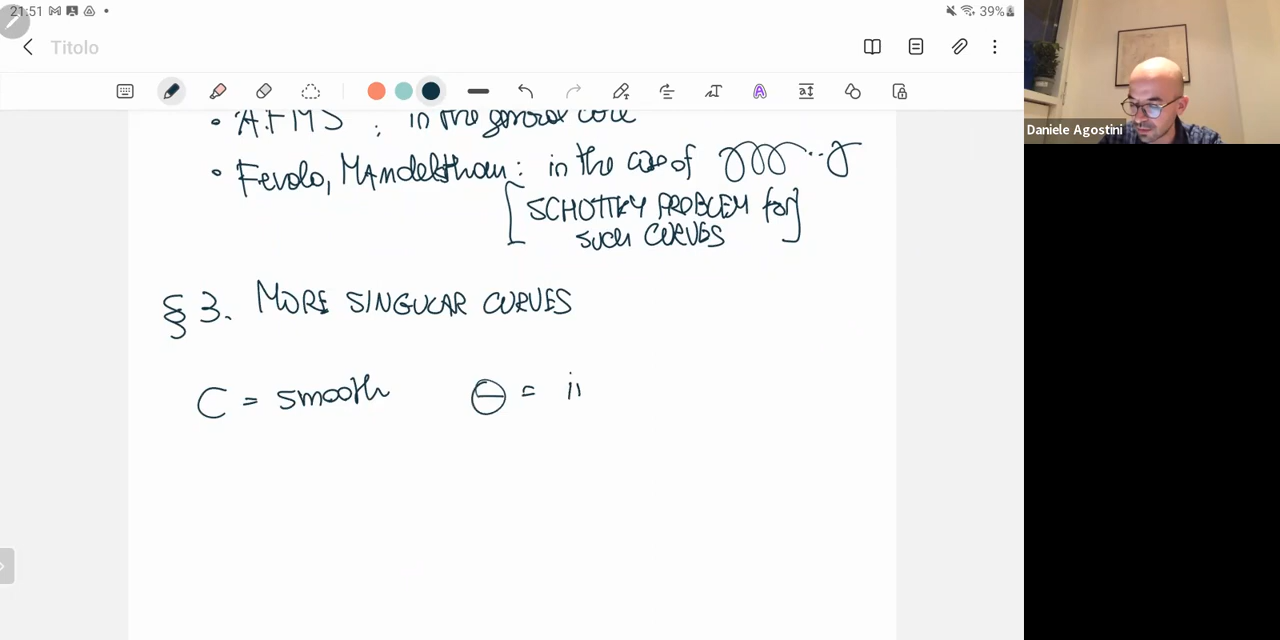 21:51 39%
Titolo
• A.F.M.S : in the general case
• Fevola, Mandelshtam: in the case of
[SCHOTTKY PROBLEM for
such CURVES]
§ 3. MORE SINGULAR CURVES
C = smooth Θ = i
Daniele Agostini